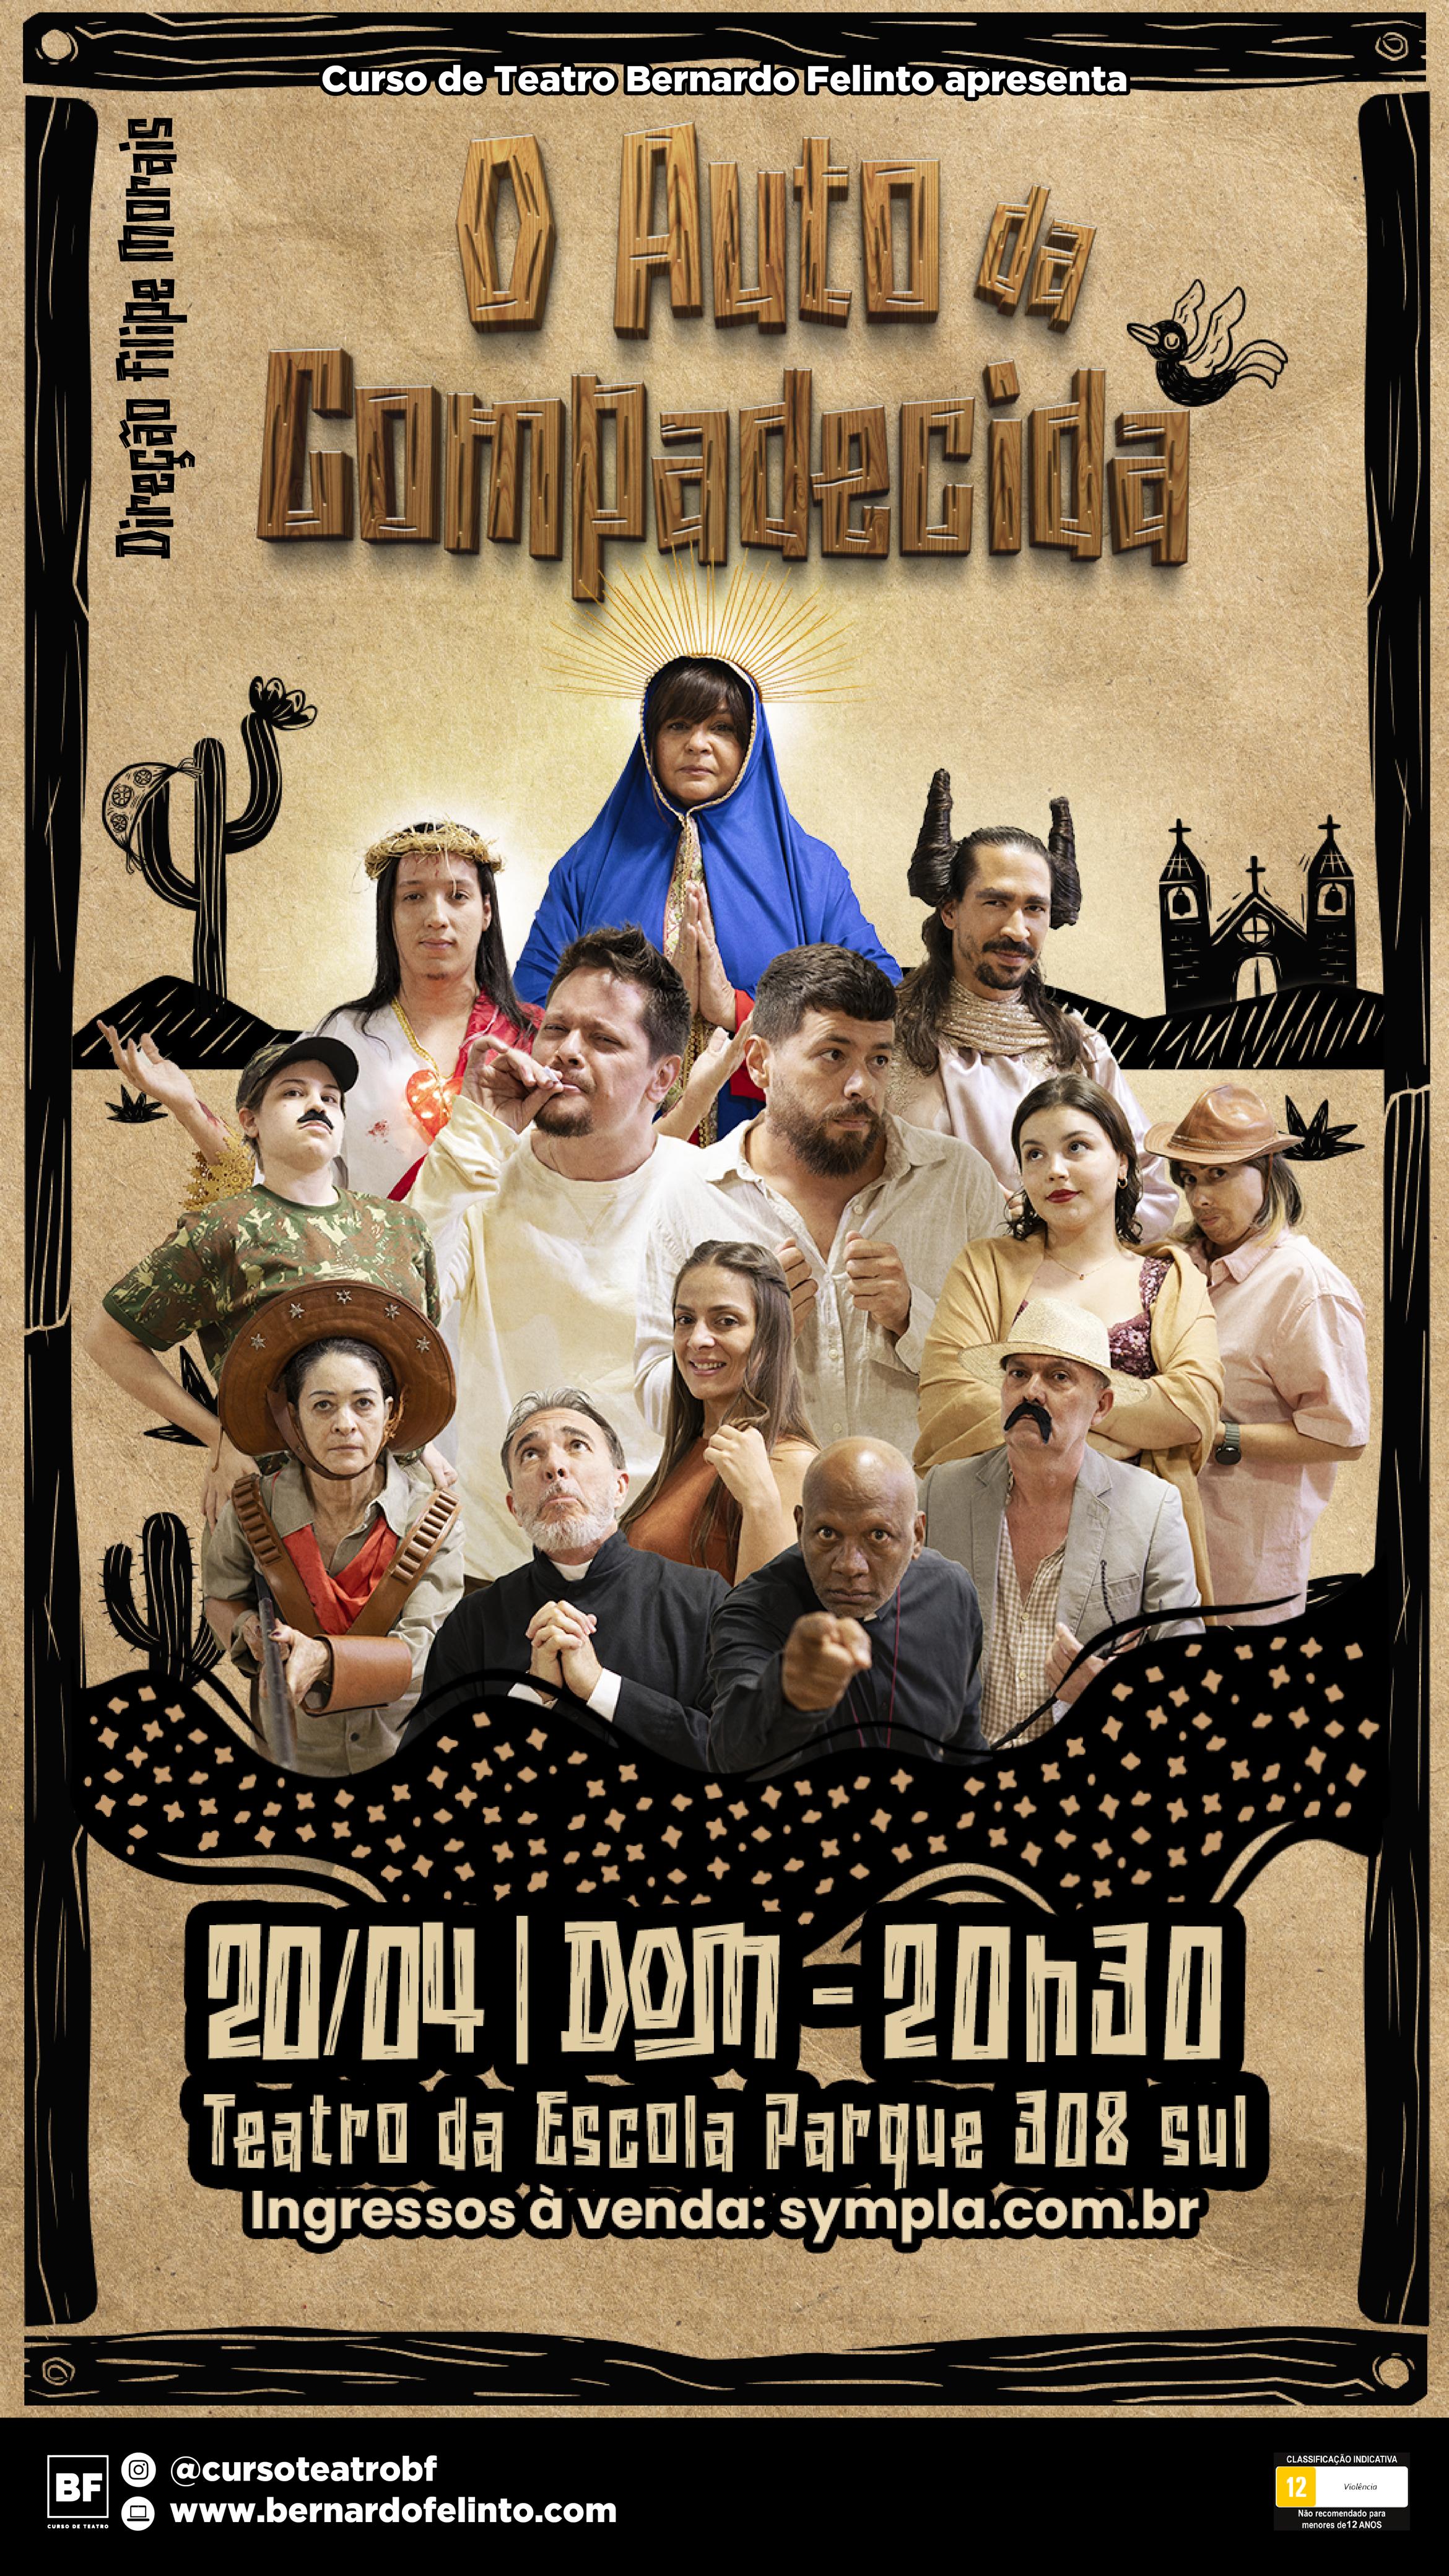 Curso de Teatro Bernardo Felinto apresenta
Direção Filipe Morais
O Auto da
Compadecida
20/04 | DOM - 20h30
Teatro da Escola Parque 308 sul
Ingressos à venda: sympla.com.br
BF
CURSO DE TEATRO
@cursoteatrobf
www.bernardofelinto.com
CLASSIFICAÇÃO INDICATIVA
12 Violência
Não recomendado para
menores de12 ANOS